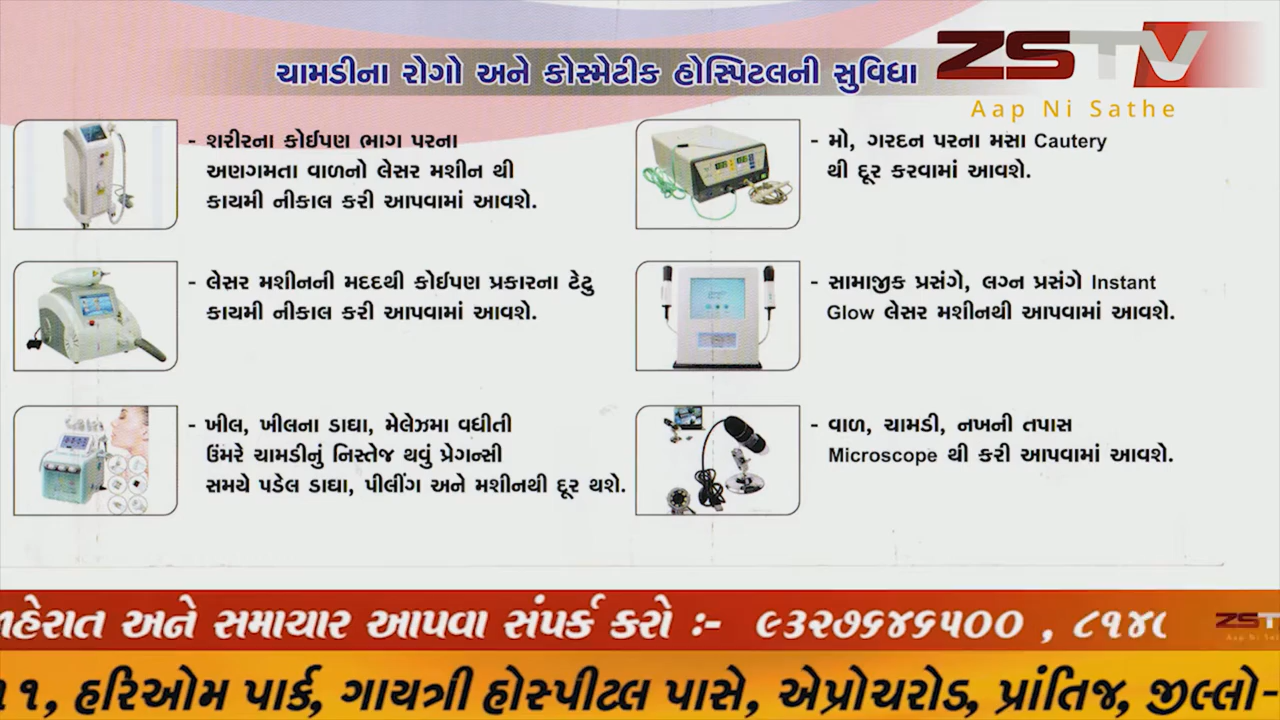 ZSTV
Aap Ni Sathe
ચામડીના રોગો અને કોસ્મેટીક હોસ્પિટલની સુવિધા
- શરીરના કોઈપણ ભાગ પરના
અણગમતા વાળનો લેસર મશીન થી
કાયમી નીકાલ કરી આપવામાં આવશે.
- લેસર મશીનની મદદથી કોઈપણ પ્રકારના ટેટુ
કાયમી નીકાલ કરી આપવામાં આવશે.
- ખીલ, ખીલના ડાઘા, મેલેઝમા વધીતી
ઉંમરે ચામડીનું નિસ્તેજ થવું પ્રેગન્સી
સમયે પડેલ ડાઘા, પીલીંગ અને મશીનથી દૂર થશે.
- મો, ગરદન પરના મસા Cautery
થી દૂર કરવામાં આવશે.
- સામાજીક પ્રસંગે, લગ્ન પ્રસંગે Instant
Glow લેસર મશીનથી આપવામાં આવશે.
- વાળ, ચામડી, નખની તપાસ
Microscope થી કરી આપવામાં આવશે.
અને સમાચાર આપવા સંપર્ક કરો :- ૯૩૨૭૬૪૬૫૦૦ , ૮૧૪
૧, હરિઓમ પાર્ક, ગાયત્રી હોસ્પીટલ પાસે, એપ્રોચરોડ, પ્રાંતિજ, જીલ્લો-